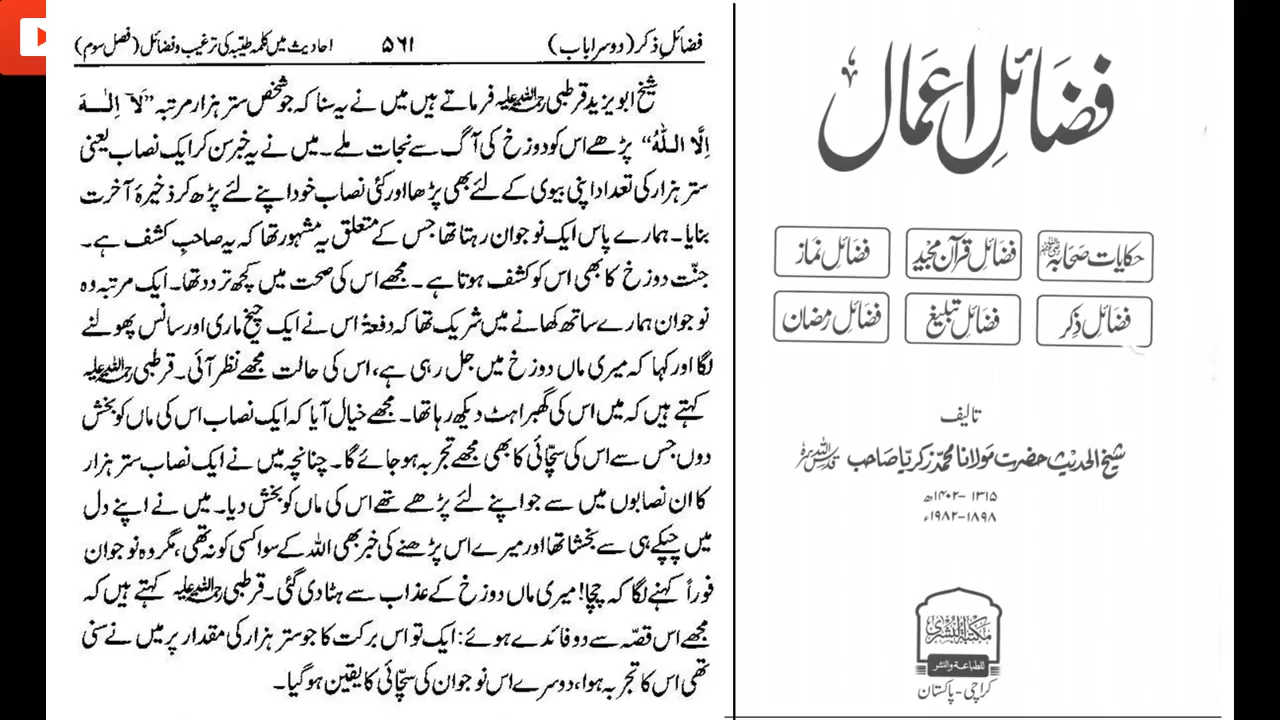 فضائلِ ذکر (دوسرا باب)
۵۶۱
احادیث میں کلمۂ طیبہ کی ترغیب و فضائل (فصل سوم)
شیخ ابو یزید قرطبی رحمۃ اللہ علیہ فرماتے ہیں میں نے یہ سنا کہ جو شخص ستر ہزار مرتبہ ”لَآ اِلٰـہَ
اِلَّا اللہُ“ پڑھے اس کو دوزخ کی آگ سے نجات ملے۔ میں نے یہ خبر سن کر ایک نصاب یعنی
ستر ہزار کی تعداد اپنی بیوی کے لئے بھی پڑھا اور کئی نصاب خود اپنے لئے پڑھ کر ذخیرۂ آخرت
بنایا۔ ہمارے پاس ایک نوجوان رہتا تھا جس کے متعلق یہ مشہور تھا کہ یہ صاحبِ کشف ہے۔
جنّت دوزخ کا بھی اس کو کشف ہوتا ہے۔ مجھے اس کی صحت میں کچھ تردد تھا۔ ایک مرتبہ وہ
نوجوان ہمارے ساتھ کھانے میں شریک تھا کہ دفعۃً اس نے ایک چیخ ماری اور سانس پھولنے
لگا اور کہا کہ میری ماں دوزخ میں جل رہی ہے، اس کی حالت مجھے نظر آئی۔ قرطبی رحمۃ اللہ علیہ
کہتے ہیں کہ میں اس کی گھبراہٹ دیکھ رہا تھا۔ مجھے خیال آیا کہ ایک نصاب اس کی ماں کو بخش
دوں جس سے اس کی سچّائی کا بھی مجھے تجربہ ہو جائے گا۔ چنانچہ میں نے ایک نصاب ستر ہزار
کا ان نصابوں میں سے جو اپنے لئے پڑھے تھے اس کی ماں کو بخش دیا۔ میں نے اپنے دل
میں چپکے ہی سے بخشا تھا اور میرے اس پڑھنے کی خبر بھی اللہ کے سوا کسی کو نہ تھی، مگر وہ نوجوان
فوراً کہنے لگا کہ چچا! میری ماں دوزخ کے عذاب سے ہٹا دی گئی۔ قرطبی رحمۃ اللہ علیہ کہتے ہیں کہ
مجھے اس قصّہ سے دو فائدے ہوئے: ایک تو اس برکت کا جو ستر ہزار کی مقدار پر میں نے سنی
تھی اس کا تجربہ ہوا، دوسرے اس نوجوان کی سچّائی کا یقین ہو گیا۔
فضائلِ اعمال
حکایات صحابہ رضی اللہ عنہم
فضائلِ قرآن مجید
فضائلِ نماز
فضائلِ ذکر
فضائلِ تبلیغ
فضائلِ رمضان
تالیف
شیخ الحدیث حضرت مولانا محمد زکریا صاحب قدس اللہ سرہ
۱۳۱۵–۱۴۰۲ھ
۱۸۹۸–۱۹۸۲ء
مکتبۃ البشریٰ
للطباعة والنشر
کراچی - پاکستان